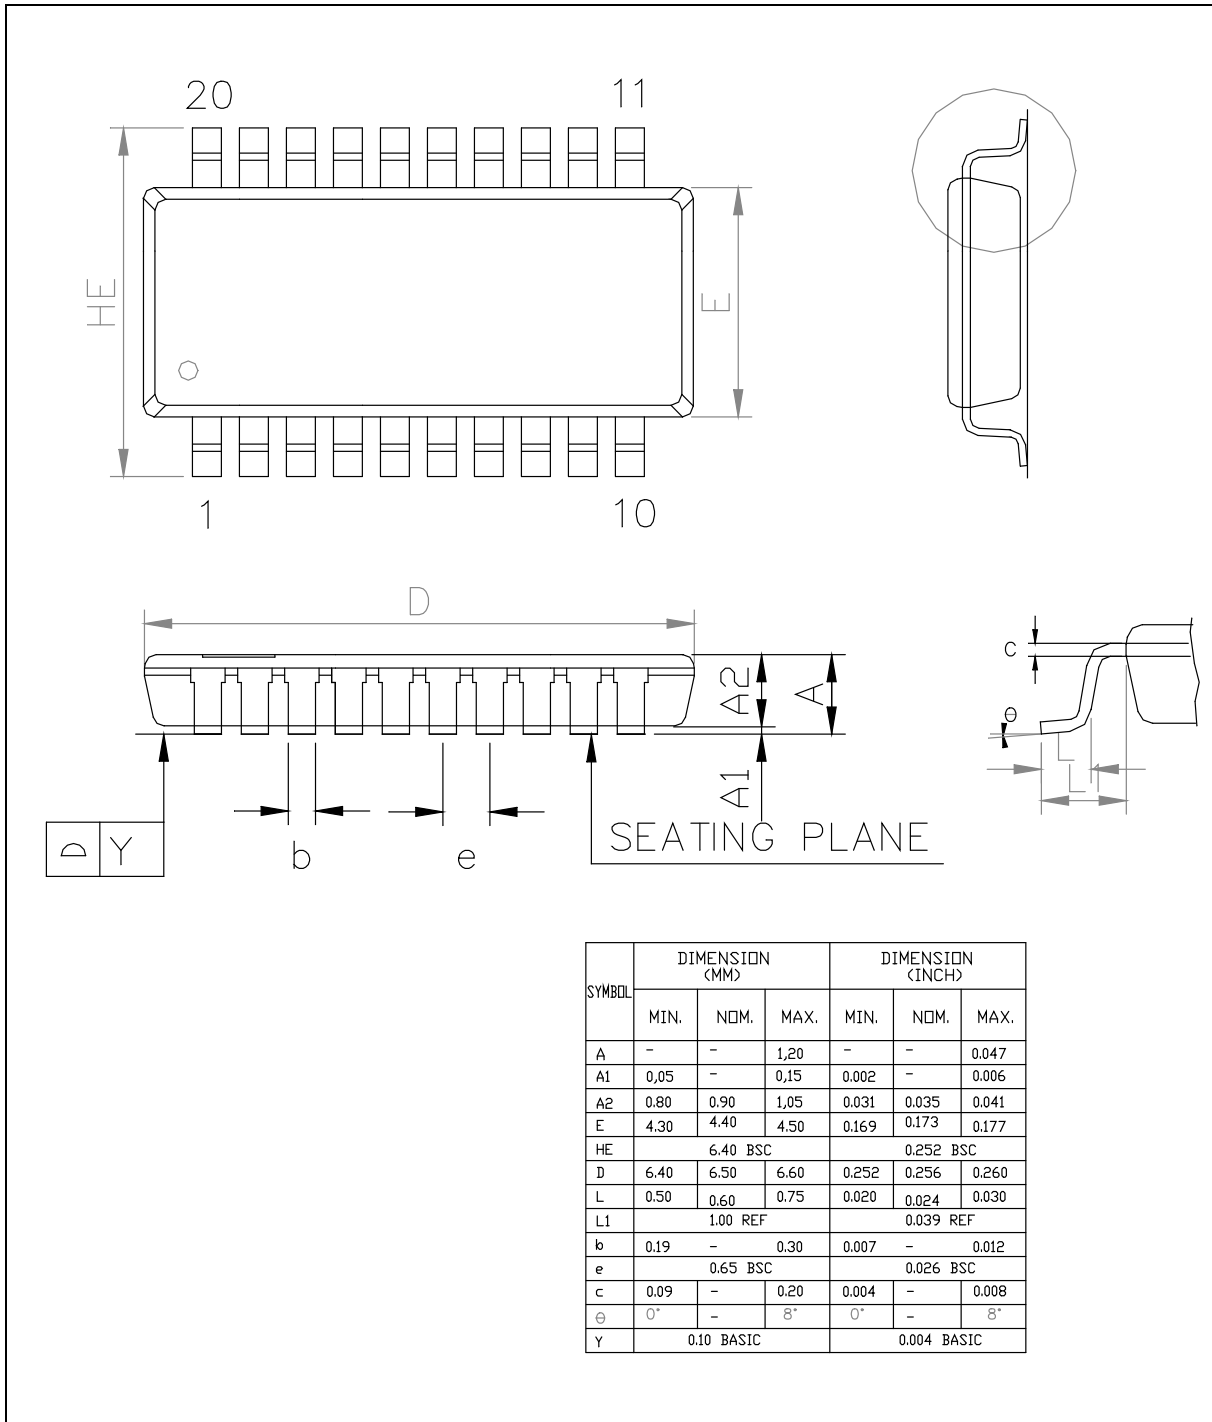 20 11
HE
E
1 10
D
A2
A
A1
b
e
SEATING PLANE
Y
c
θ
L
L1
SYMBOL
DIMENSION (MM)
DIMENSION (INCH)
MIN. NOM. MAX. MIN. NOM. MAX.
A - - 1,20 - - 0.047
A1 0,05 - 0,15 0.002 - 0.006
A2 0.80 0.90 1,05 0.031 0.035 0.041
E 4.30 4.40 4.50 0.169 0.173 0.177
HE 6.40 BSC 0.252 BSC
D 6.40 6.50 6.60 0.252 0.256 0.260
L 0.50 0.60 0.75 0.020 0.024 0.030
L1 1.00 REF 0.039 REF
b 0.19 - 0.30 0.007 - 0.012
e 0.65 BSC 0.026 BSC
c 0.09 - 0.20 0.004 - 0.008
θ 0° - 8° 0° - 8°
Y 0.10 BASIC 0.004 BASIC